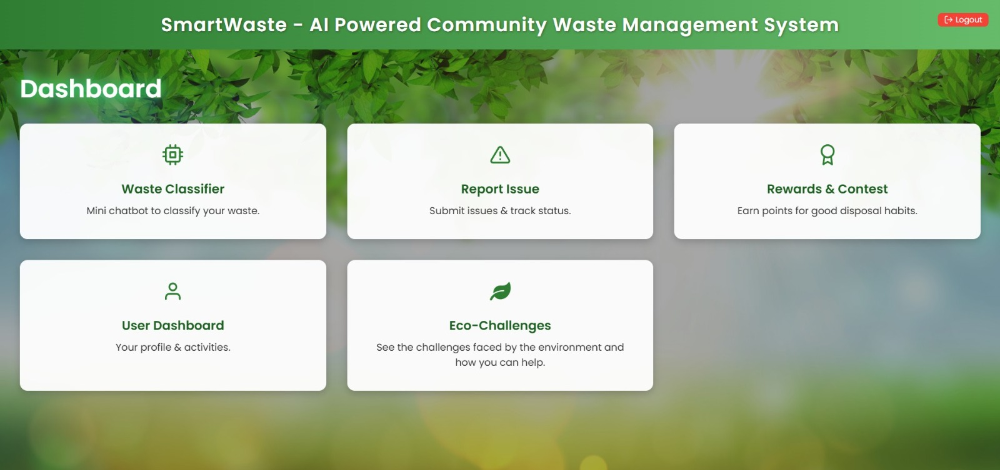 SmartWaste - AI Powered Community Waste Management System
Logout
Dashboard
Waste Classifier
Mini chatbot to classify your waste.
Report Issue
Submit issues & track status.
Rewards & Contest
Earn points for good disposal habits.
User Dashboard
Your profile & activities.
Eco-Challenges
See the challenges faced by the environment and
how you can help.